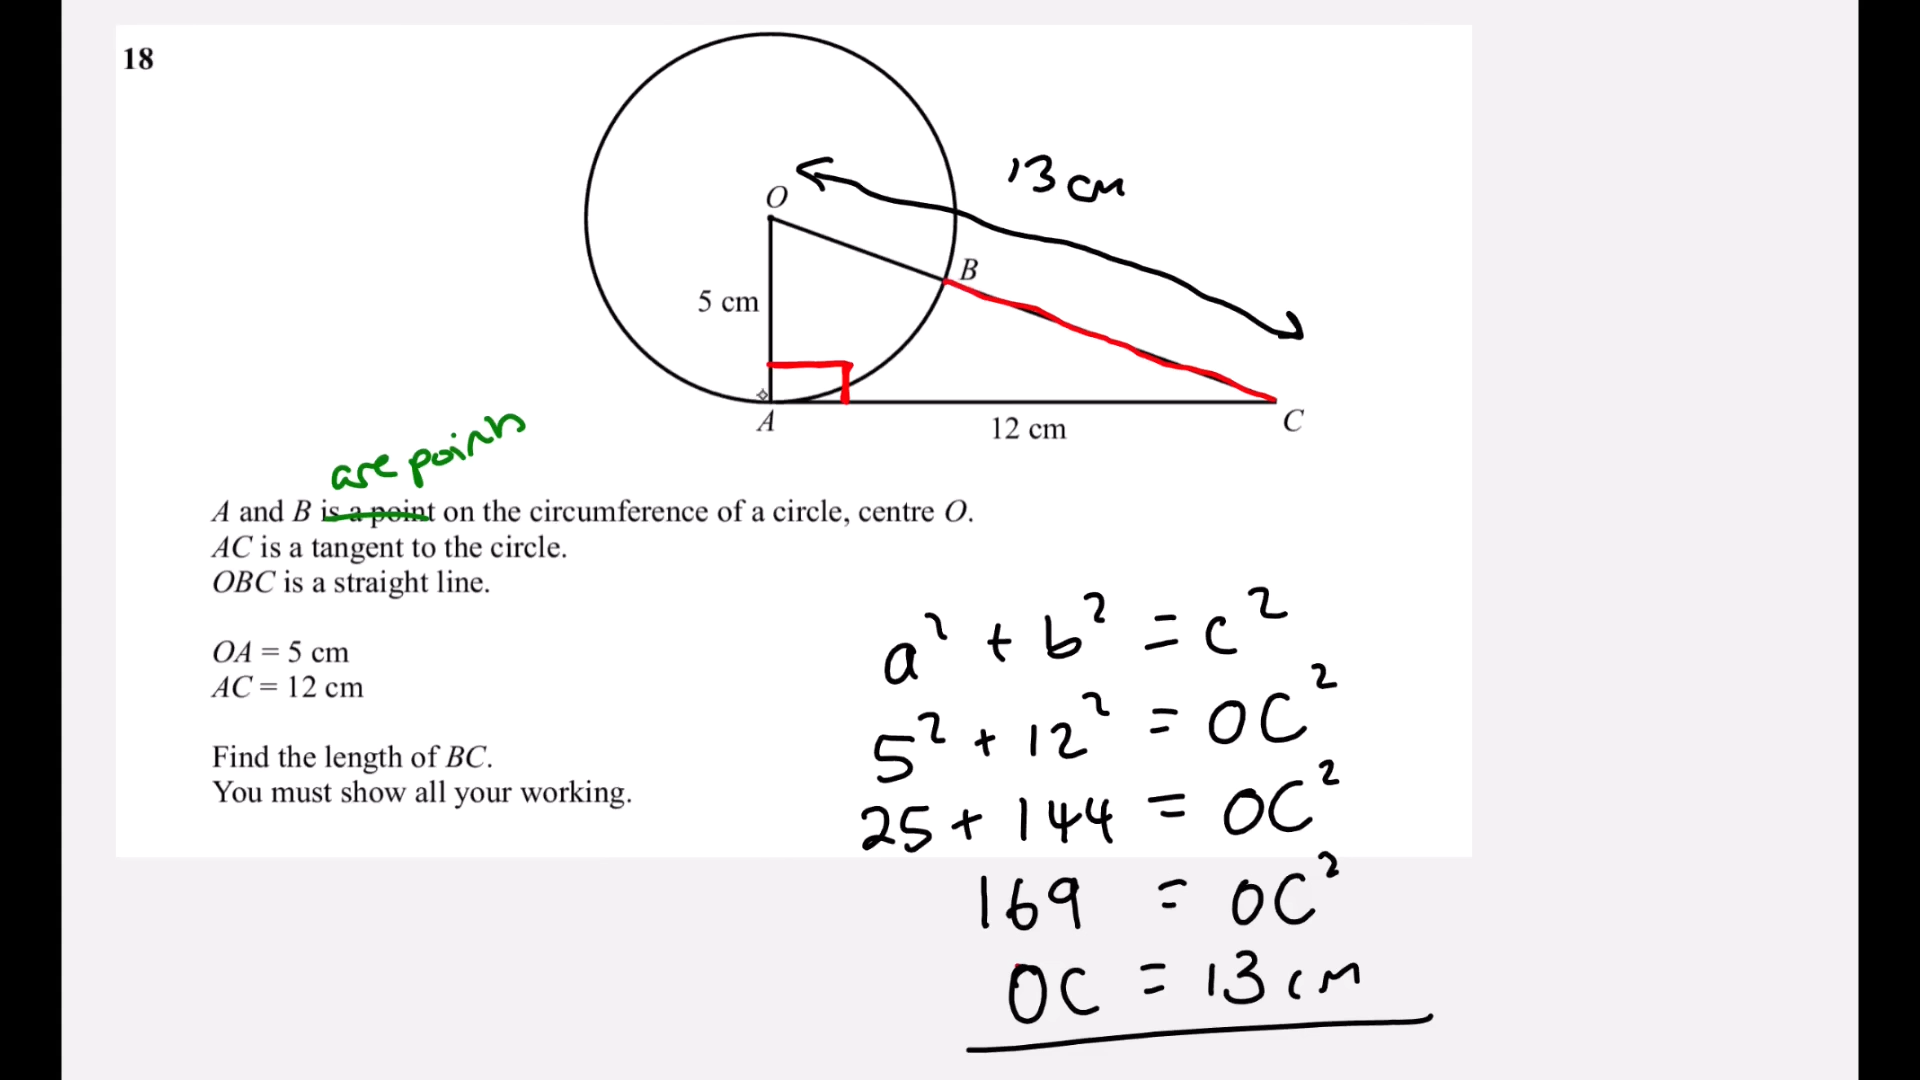 18
13 cm
O
B
5 cm
A
12 cm
C
are points
A and B is a point on the circumference of a circle, centre O.
AC is a tangent to the circle.
OBC is a straight line.
OA = 5 cm
AC = 12 cm
Find the length of BC.
You must show all your working.
a² + b² = c²
5² + 12² = OC²
25 + 144 = OC²
169 = OC²
OC = 13 cm